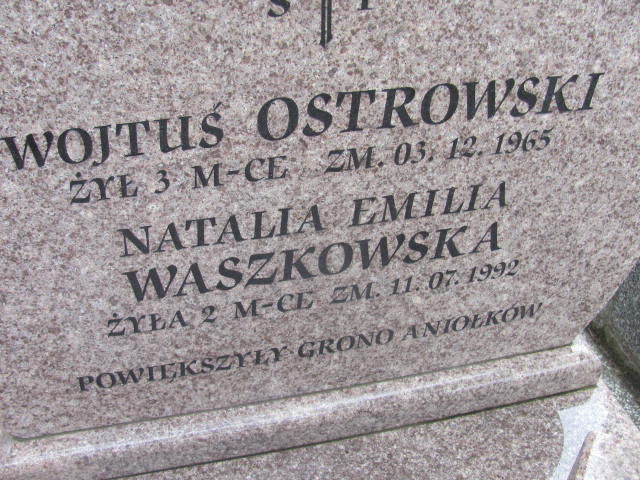 Ś P
WOJTUŚ OSTROWSKI
ŻYŁ 3 M-CE ZM. 03.12.1965
NATALIA EMILIA
WASZKOWSKA
ŻYŁA 2 M-CE ZM. 11.07.1992
POWIĘKSZYŁY GRONO ANIOŁKÓW